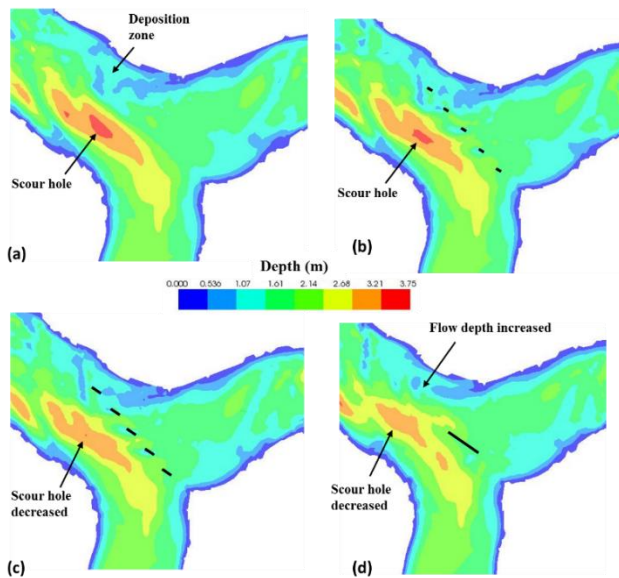 Deposition
zone
Scour hole
(a)
Scour hole
(b)
Depth (m)
0.000 0.536 1.07 1.61 2.14 2.68 3.21 3.75
Scour hole
decreased
(c)
Flow depth increased
Scour hole
decreased
(d)